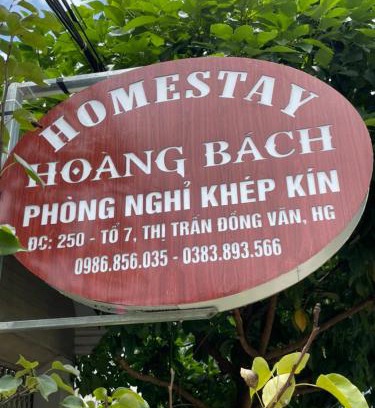 HOMESTAY
HOÀNG BÁCH
PHÒNG NGHỈ KHÉP KÍN
ĐC: 250 - TỔ 7, THỊ TRẤN ĐỒNG VĂN, HG
0986.856.035 - 0383.893.566